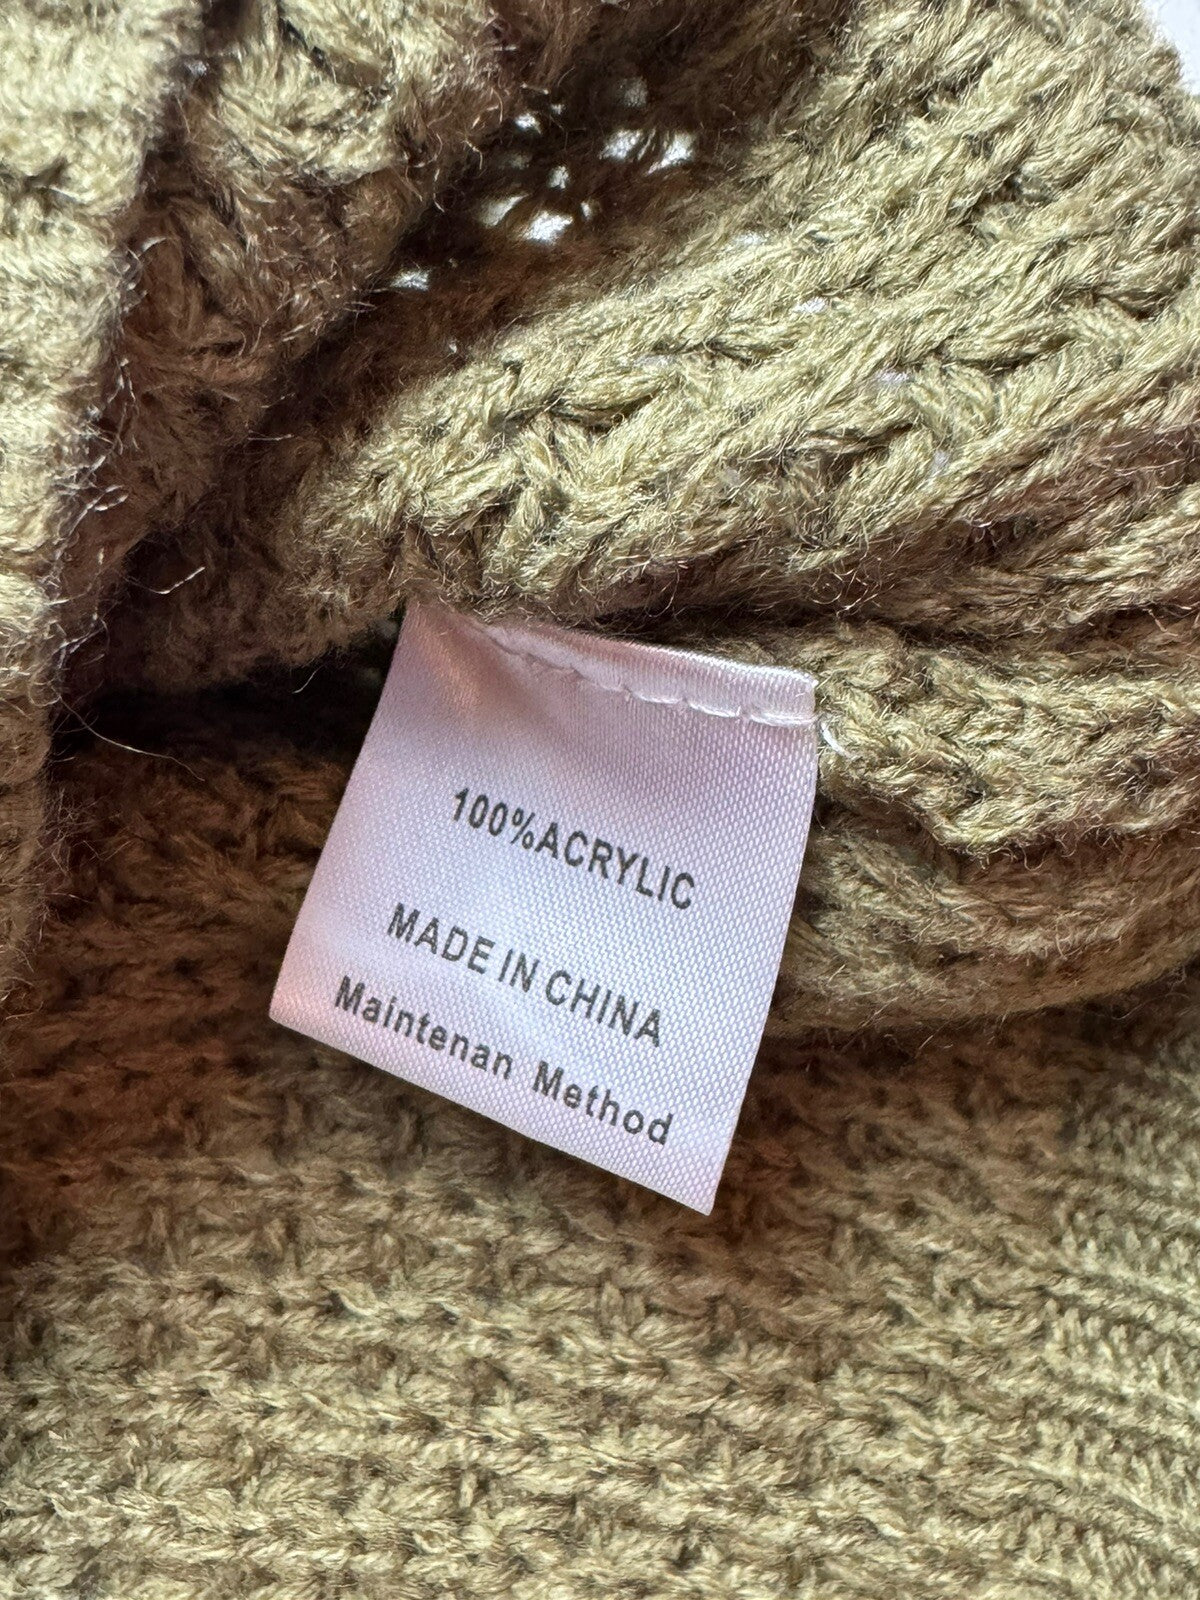 100%ACRYLIC
MADE IN CHINA
Maintenan Method